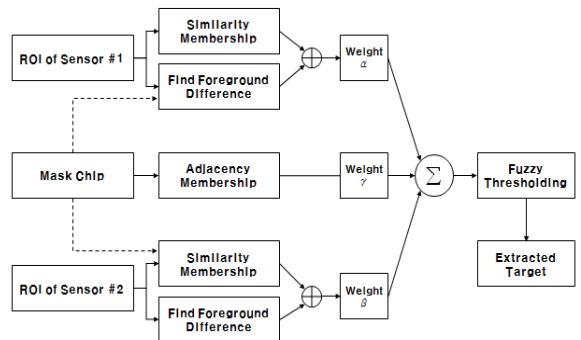 ROI of Sensor #1
Similarity
Membership
Find Foreground
Difference
Weight
α
Mask Chip
Adjacency
Membership
Weight
γ
Σ
Fuzzy
Thresholding
Extracted
Target
ROI of Sensor #2
Similarity
Membership
Find Foreground
Difference
Weight
β